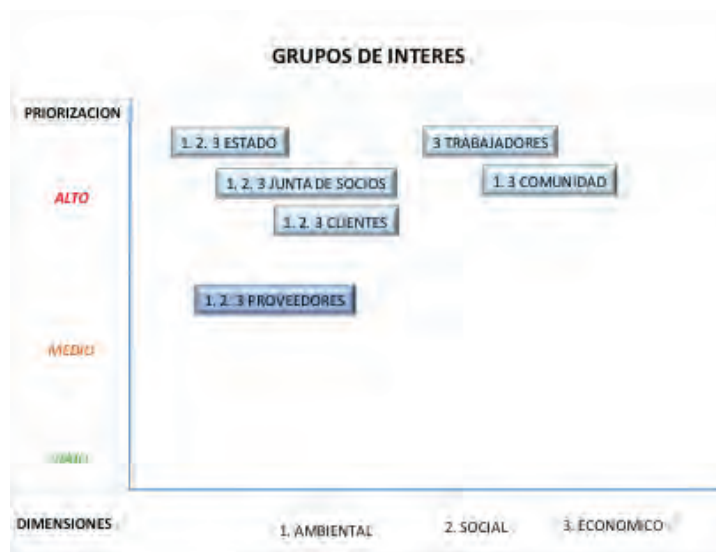 GRUPOS DE INTERES
PRIORIZACION
1. 2. 3 ESTADO
3 TRABAJADORES
1. 2. 3 JUNTA DE SOCIOS
1. 3 COMUNIDAD
ALTO
1. 2. 3 CLIENTES
1. 2. 3 PROVEEDORES
MEDIO
DIMENSIONES
1. AMBIENTAL
2. SOCIAL
3. ECONOMICO